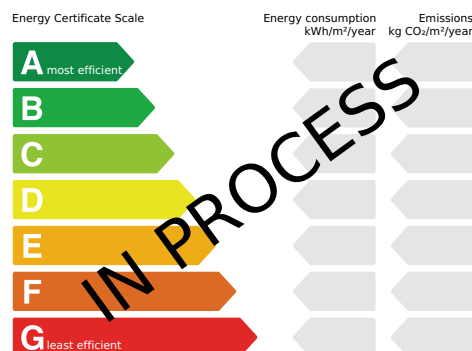 Energy Certificate Scale
Energy consumption
kWh/m²/year
Emissions
kg CO₂/m²/year
A most efficient
B
C
D
E
F
G least efficient
IN PROCESS